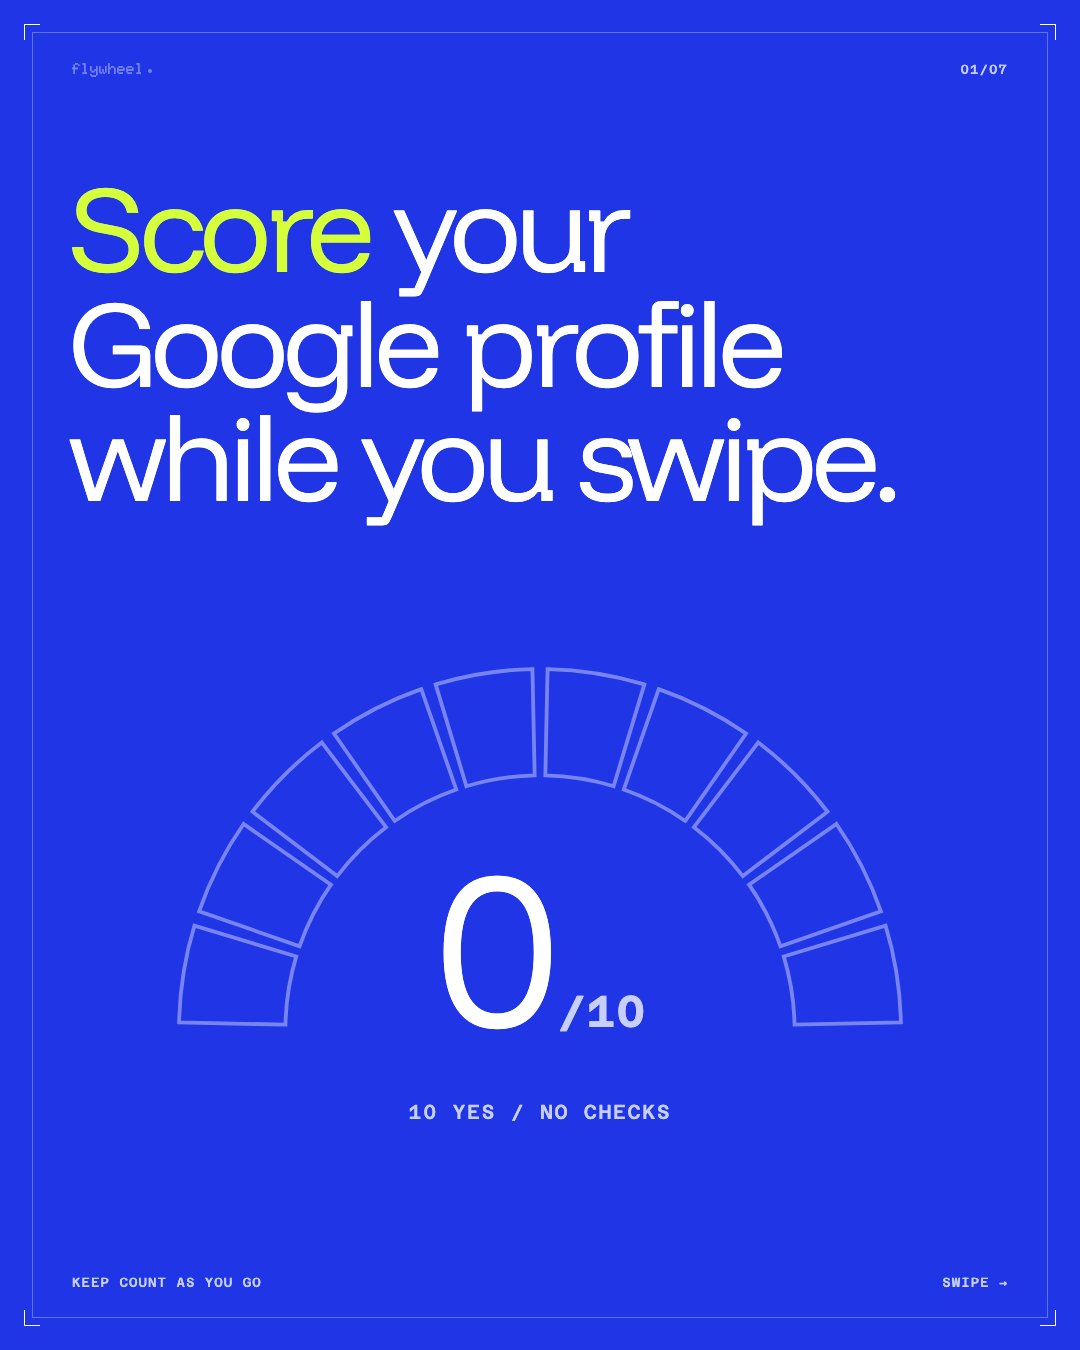 flywheel.
01/07
Score your
Google profile
while you swipe.
0/10
10 YES / NO CHECKS
KEEP COUNT AS YOU GO
SWIPE →